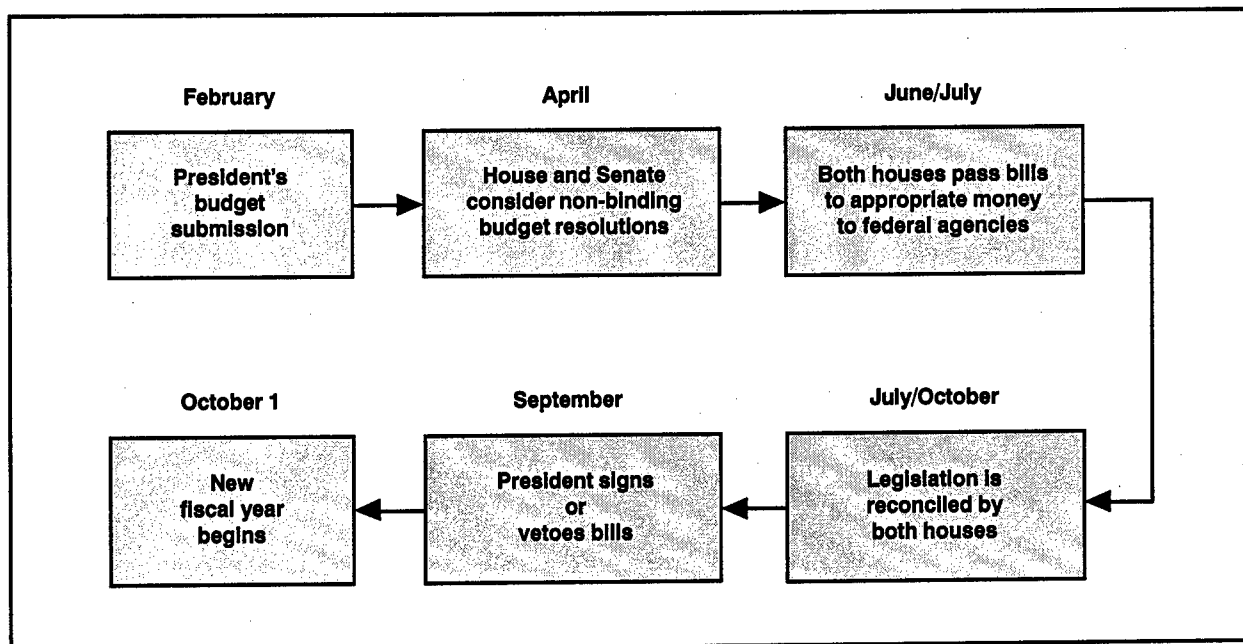 February
President's
budget
submission
April
House and Senate
consider non-binding
budget resolutions
June/July
Both houses pass bills
to appropriate money
to federal agencies
July/October
Legislation is
reconciled by
both houses
September
President signs
or
vetoes bills
October 1
New
fiscal year
begins